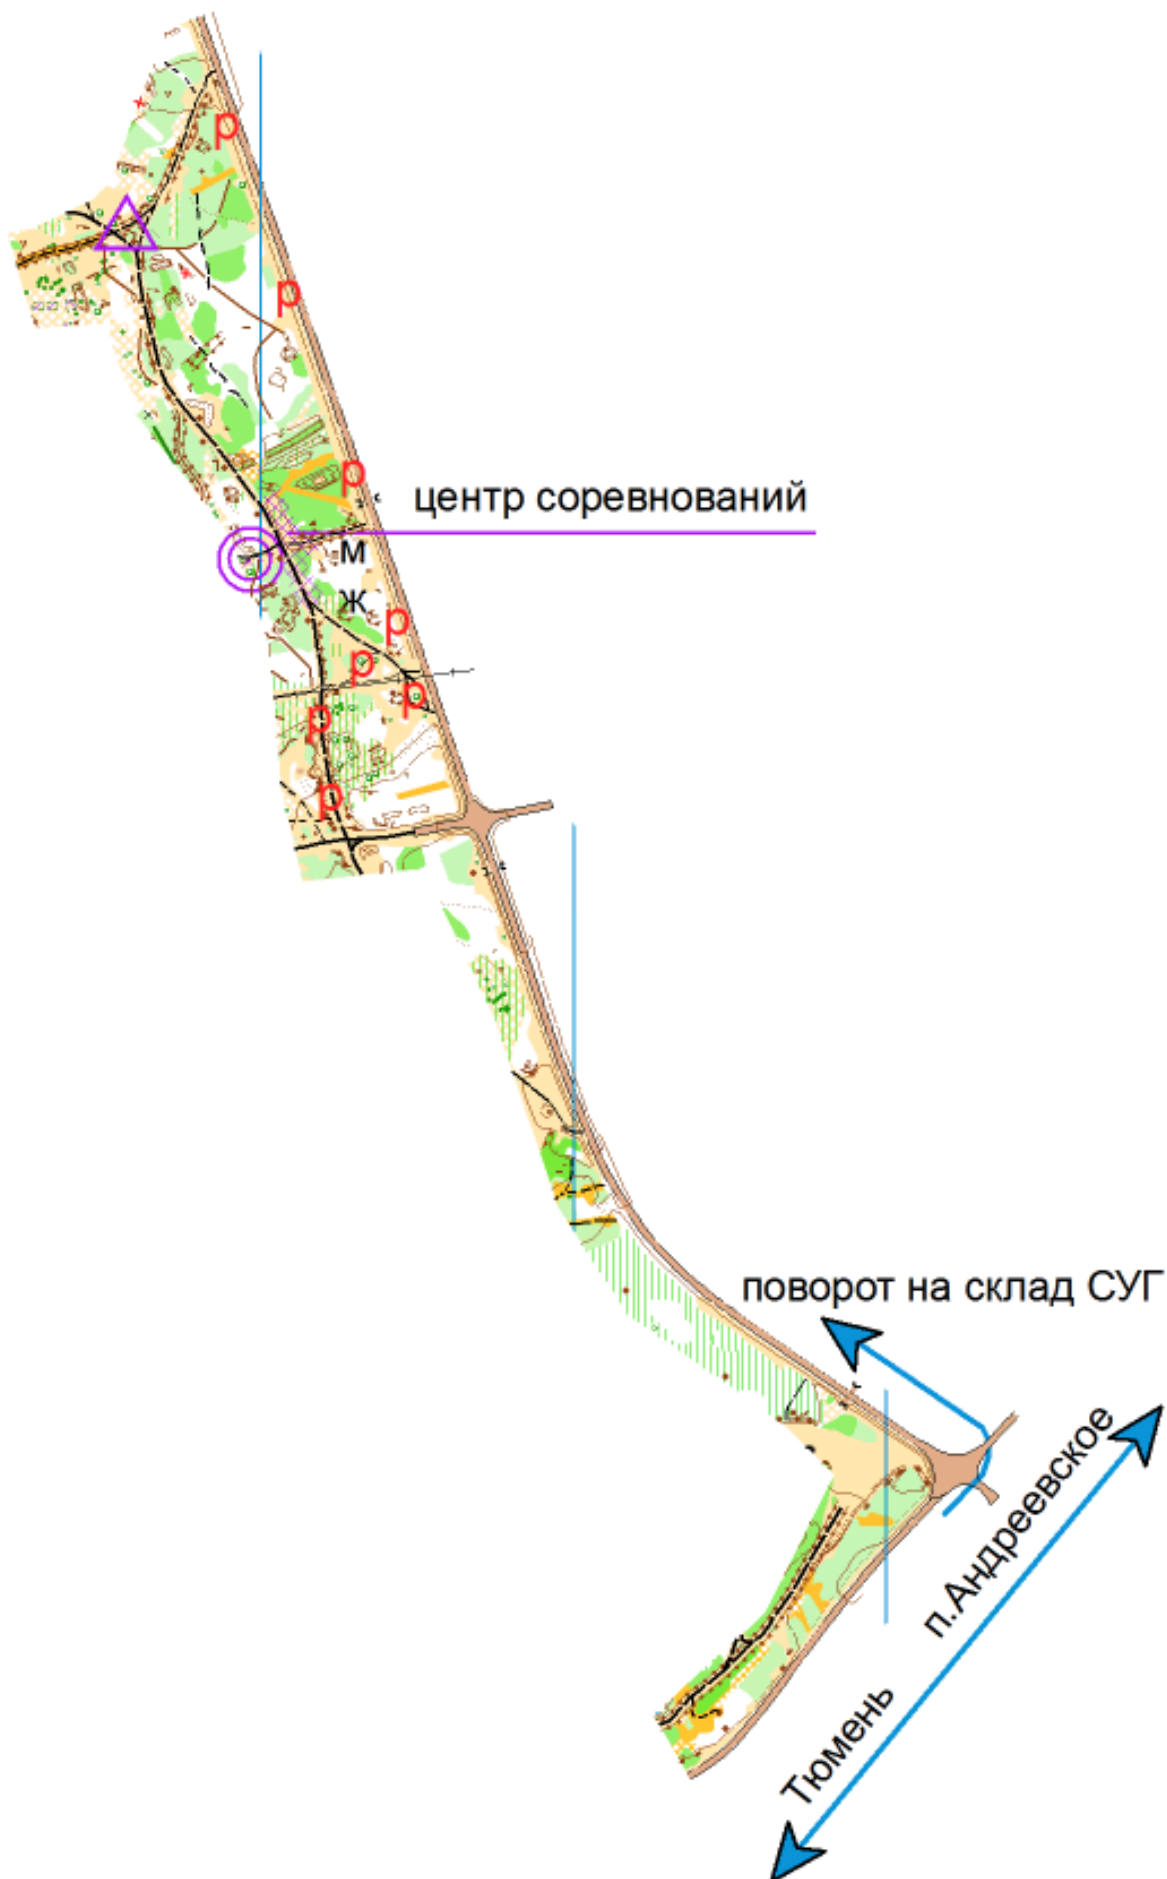 р
р
р
центр соревнований
м
ж
р
р
р
р
р
поворот на склад СУГ
п.Андреевское
Тюмень